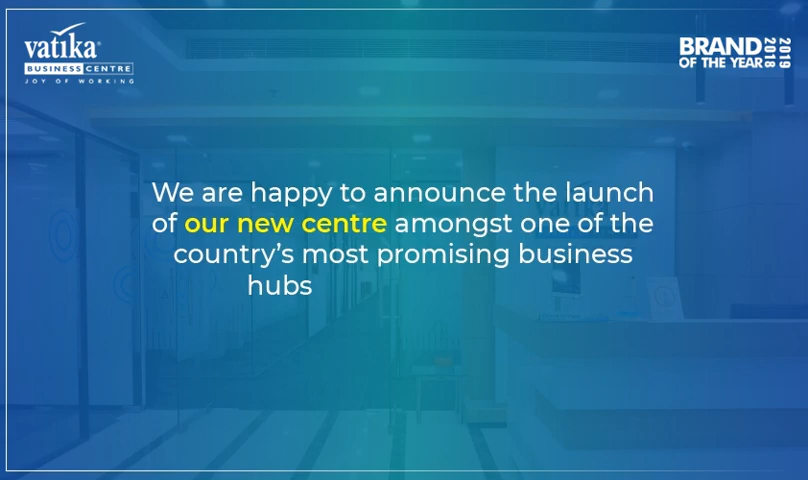 vatika
BUSINESS CENTRE
JOY OF WORKING
BRAND
OF THE YEAR
2018
2019
We are happy to announce the launch
of our new centre amongst one of the
country’s most promising business
hubs